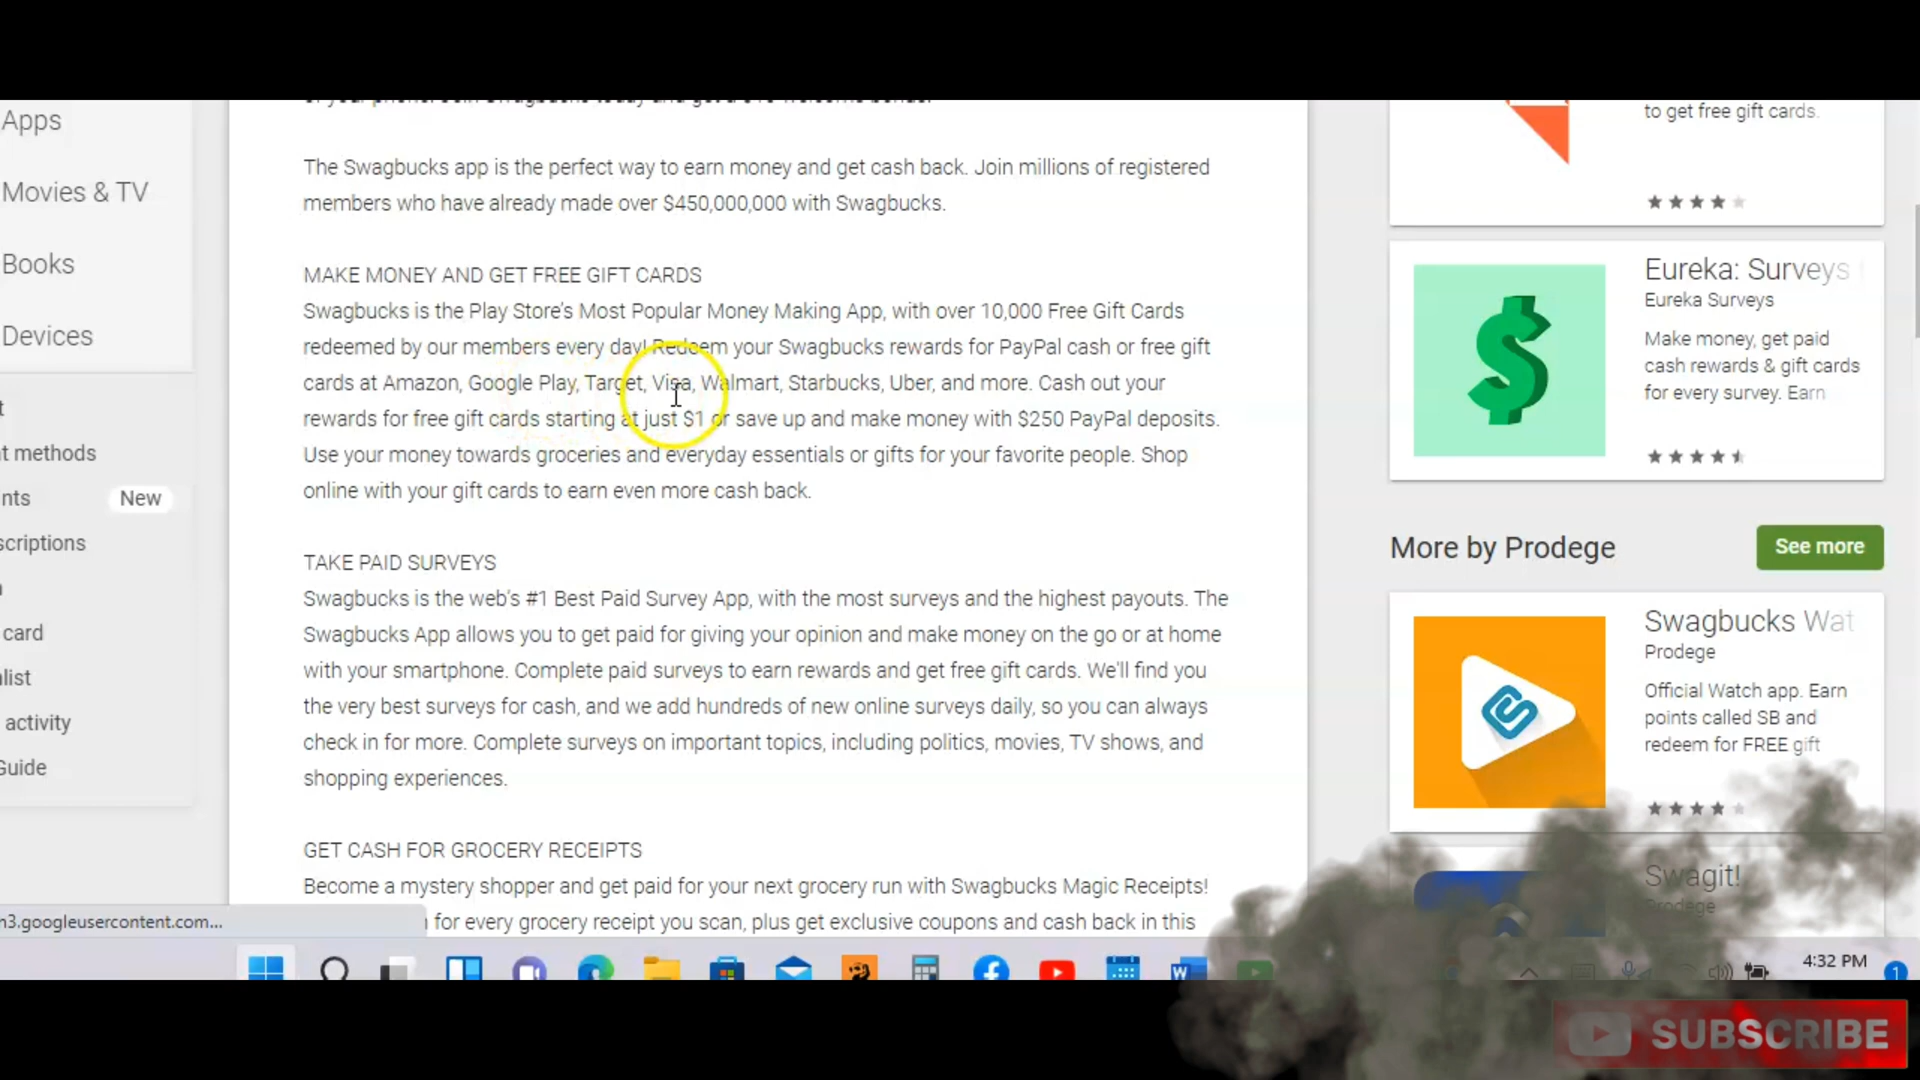 Apps
Movies & TV
Books
Devices
t
t methods
nts
New
scriptions
card
list
activity
Guide
The Swagbucks app is the perfect way to earn money and get cash back. Join millions of registered
members who have already made over $450,000,000 with Swagbucks.
MAKE MONEY AND GET FREE GIFT CARDS
Swagbucks is the Play Store's Most Popular Money Making App, with over 10,000 Free Gift Cards
redeemed by our members every day! Redeem your Swagbucks rewards for PayPal cash or free gift
cards at Amazon, Google Play, Target, Visa, Walmart, Starbucks, Uber, and more. Cash out your
rewards for free gift cards starting at just $1 or save up and make money with $250 PayPal deposits.
Use your money towards groceries and everyday essentials or gifts for your favorite people. Shop
online with your gift cards to earn even more cash back.
TAKE PAID SURVEYS
Swagbucks is the web's #1 Best Paid Survey App, with the most surveys and the highest payouts. The
Swagbucks App allows you to get paid for giving your opinion and make money on the go or at home
with your smartphone. Complete paid surveys to earn rewards and get free gift cards. We'll find you
the very best surveys for cash, and we add hundreds of new online surveys daily, so you can always
check in for more. Complete surveys on important topics, including politics, movies, TV shows, and
shopping experiences.
GET CASH FOR GROCERY RECEIPTS
Become a mystery shopper and get paid for your next grocery run with Swagbucks Magic Receipts!
for every grocery receipt you scan, plus get exclusive coupons and cash back in this
to get free gift cards.
Eureka: Surveys
Eureka Surveys
Make money, get paid
cash rewards & gift cards
for every survey. Earn
More by Prodege
See more
Swagbucks Wat
Prodege
Official Watch app. Earn
points called SB and
redeem for FREE gift
Swagit!
Prodege
n3.googleusercontent.com...
4:32 PM
1
SUBSCRIBE